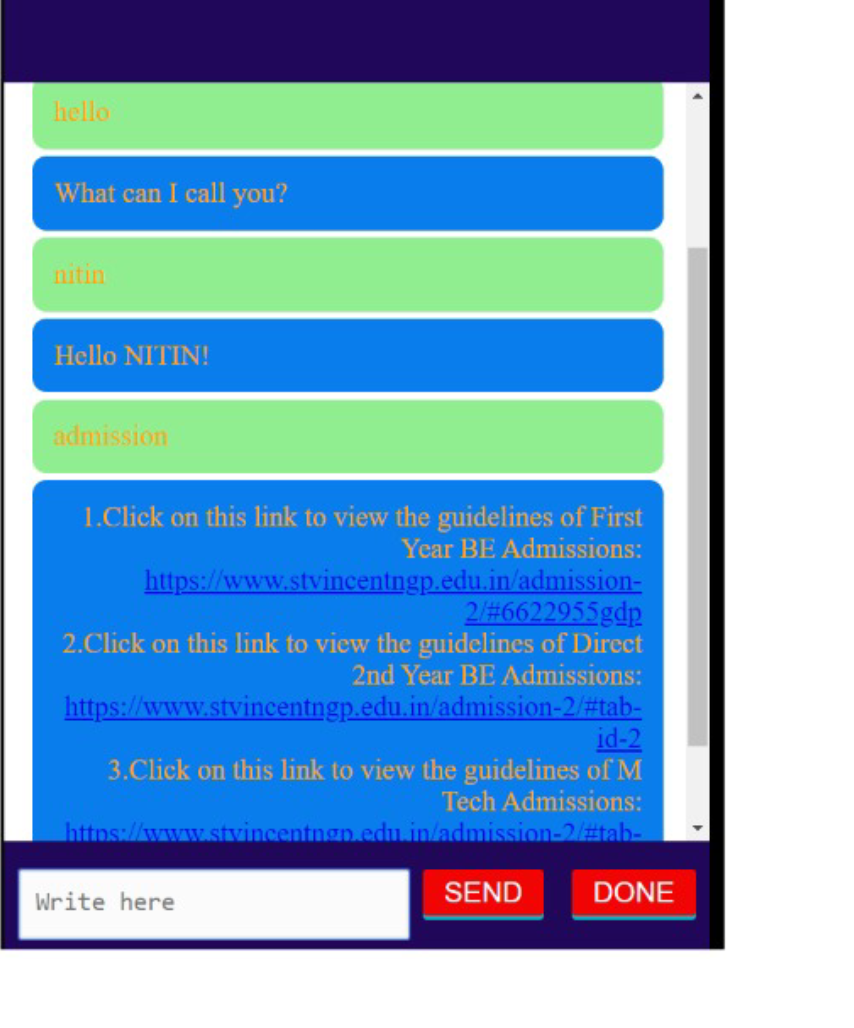 hello
What can I call you?
nitin
Hello NITIN!
admission
1.Click on this link to view the guidelines of First
Year BE Admissions:
https://www.stvincentngp.edu.in/admission-
2/#6622955gdp
2.Click on this link to view the guidelines of Direct
2nd Year BE Admissions:
https://www.stvincentngp.edu.in/admission-2/#tab-
id-2
3.Click on this link to view the guidelines of M
Tech Admissions:
https://www.stvincentngp.edu.in/admission-2/#tab-
Write here
SEND
DONE